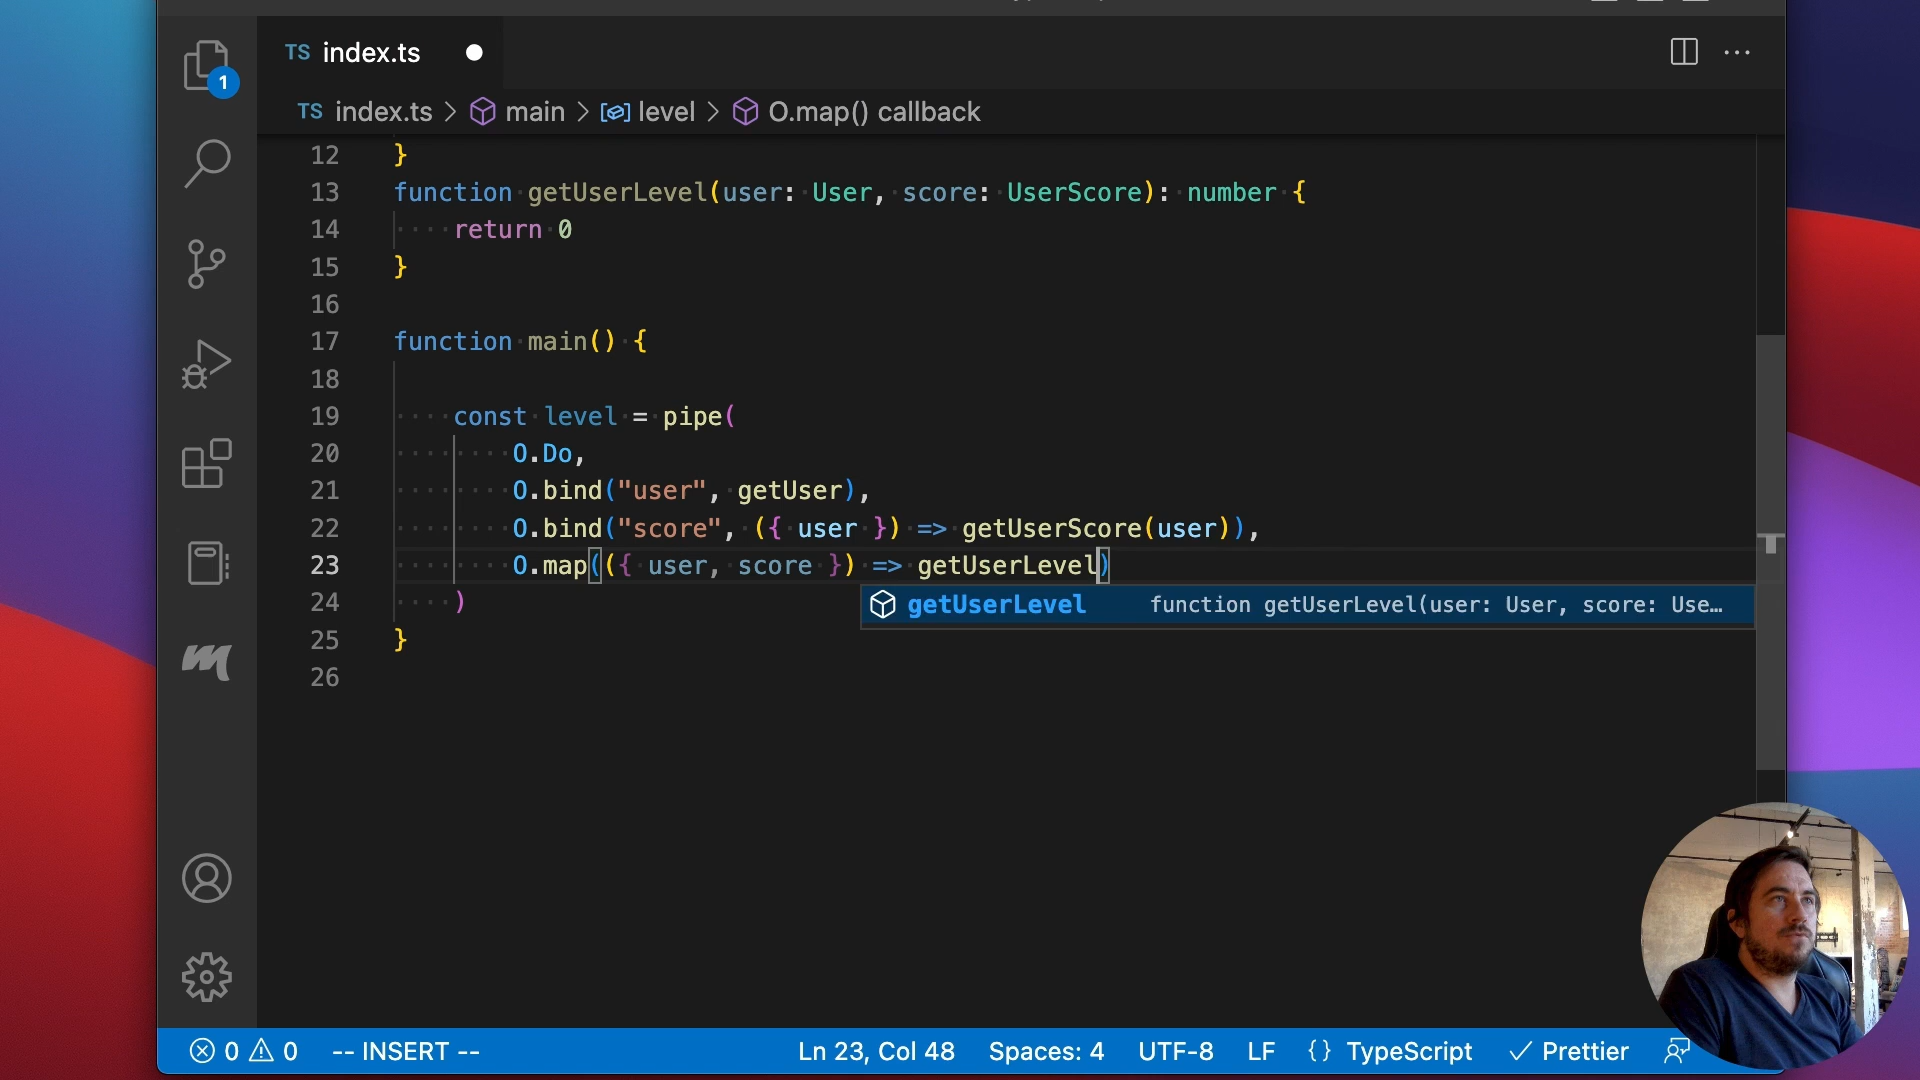 TS index.ts
TS index.ts > main > level > O.map() callback
1
12 }
13 function getUserLevel(user: User, score: UserScore): number {
14 return 0
15 }
16
17 function main() {
18
19 const level = pipe(
20 O.Do,
21 O.bind("user", getUser),
22 O.bind("score", ({ user }) => getUserScore(user)),
23 O.map(({ user, score }) => getUserLevel)
24 )
getUserLevel function getUserLevel(user: User, score: Use…
25 }
26
0 0 -- INSERT -- Ln 23, Col 48 Spaces: 4 UTF-8 LF {} TypeScript Prettier